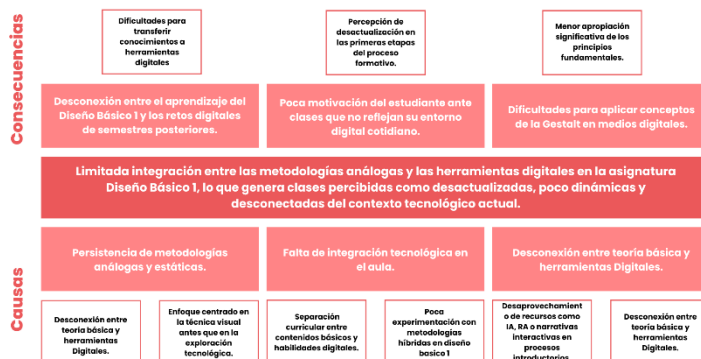 Consecuencias
Dificultades para
transferir
conocimientos a
herramientas
digitales
Percepción de
desactualización en
las primeras etapas
del proceso
formativo.
Menor apropiación
significativa de los
principios
fundamentales.
Desconexión entre el aprendizaje del
Diseño Básico 1 y los retos digitales
de semestres posteriores.
Poca motivación del estudiante ante
clases que no reflejan su entorno
digital cotidiano.
Dificultades para aplicar conceptos
de la Gestalt en medios digitales.
Limitada integración entre las metodologías análogas y las herramientas digitales en la asignatura
Diseño Básico 1, lo que genera clases percibidas como desactualizadas, poco dinámicas y
desconectadas del contexto tecnológico actual.
Causas
Persistencia de metodologías
análogas y estáticas.
Falta de integración tecnológica en
el aula.
Desconexión entre teoría básica y
herramientas Digitales.
Desconexión entre
teoría básica y
herramientas
Digitales.
Enfoque centrado en
la técnica visual
antes que en la
exploración
tecnológica.
Separación
curricular entre
contenidos básicos y
habilidades digitales.
Poca
experimentación con
metodologías
híbridas en diseño
basico 1
Desaprovechament
o de recursos como
IA, RA o narrativas
interactivas en
procesos
introductorios
Desconexión entre
teoría básica y
herramientas
Digitales.